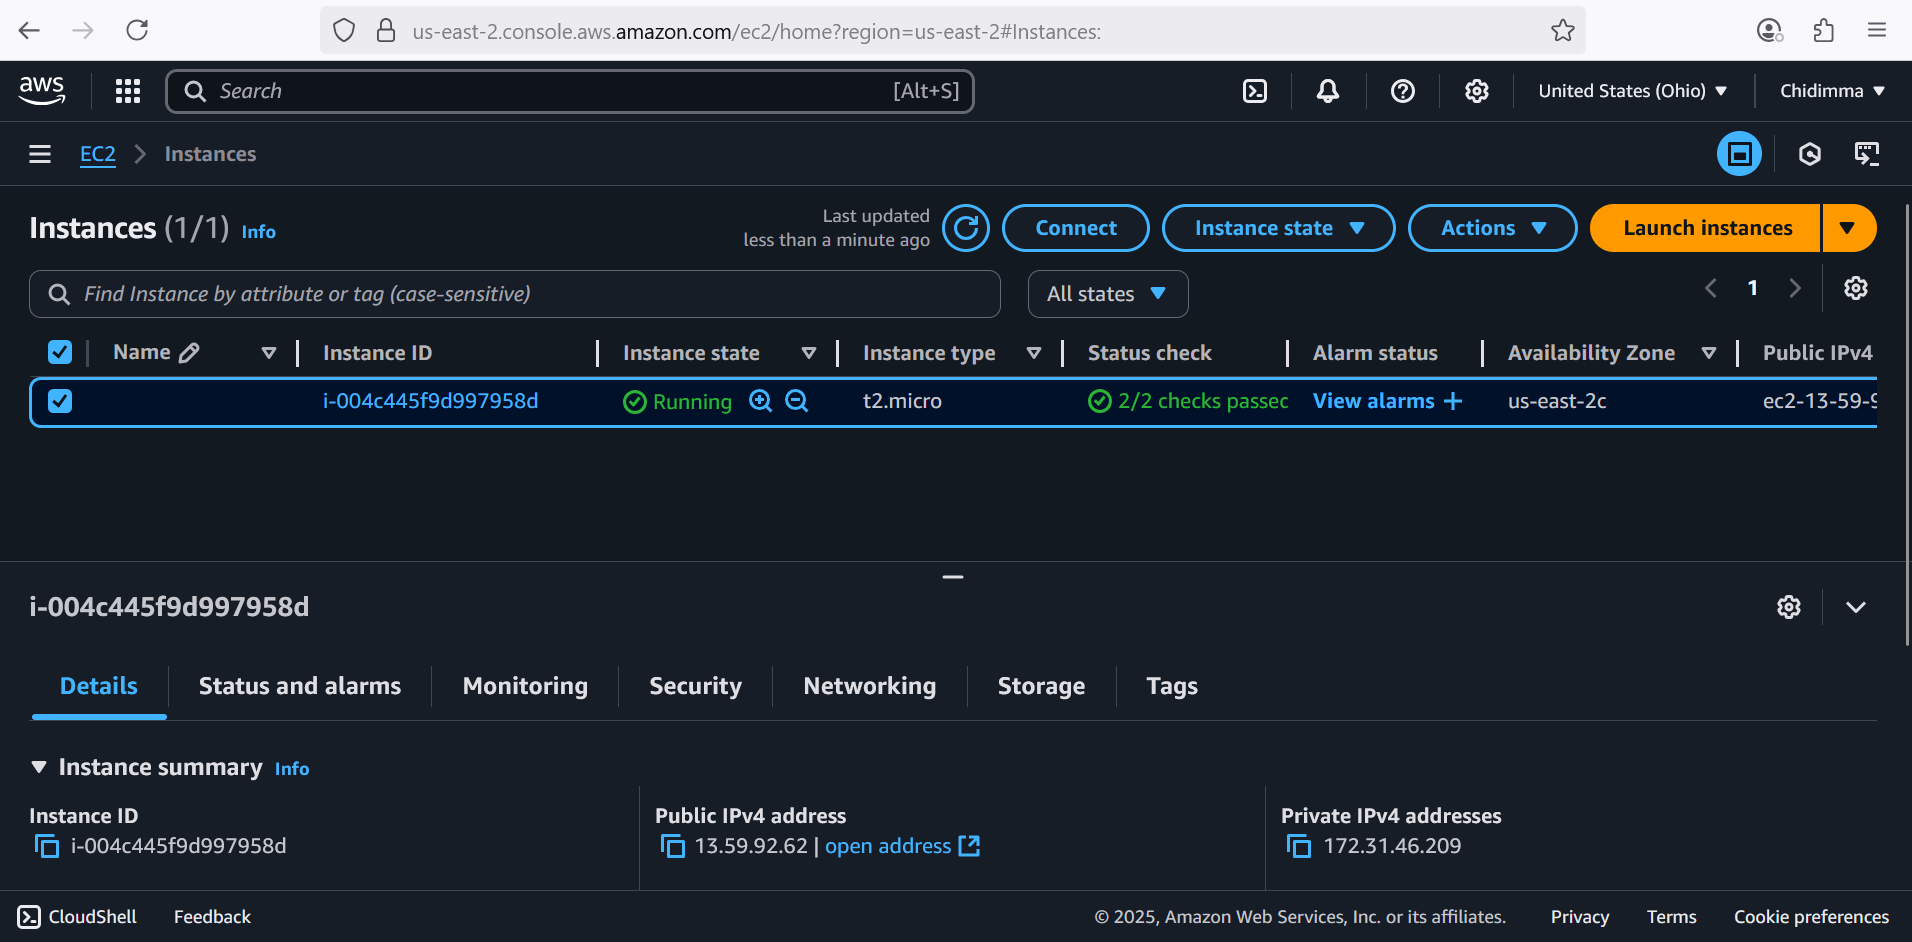 us-east-2.console.aws.amazon.com/ec2/home?region=us-east-2#Instances:
aws Search [Alt+S] United States (Ohio) Chidimma
EC2 Instances
Instances (1/1) Info Last updated less than a minute ago Connect Instance state Actions Launch instances
Find Instance by attribute or tag (case-sensitive) All states 1
Name Instance ID Instance state Instance type Status check Alarm status Availability Zone Public IPv4
i-004c445f9d997958d Running t2.micro 2/2 checks passec View alarms + us-east-2c ec2-13-59-9
i-004c445f9d997958d
Details Status and alarms Monitoring Security Networking Storage Tags
Instance summary Info
Instance ID Public IPv4 address Private IPv4 addresses
i-004c445f9d997958d 13.59.92.62 | open address 172.31.46.209
CloudShell Feedback © 2025, Amazon Web Services, Inc. or its affiliates. Privacy Terms Cookie preferences